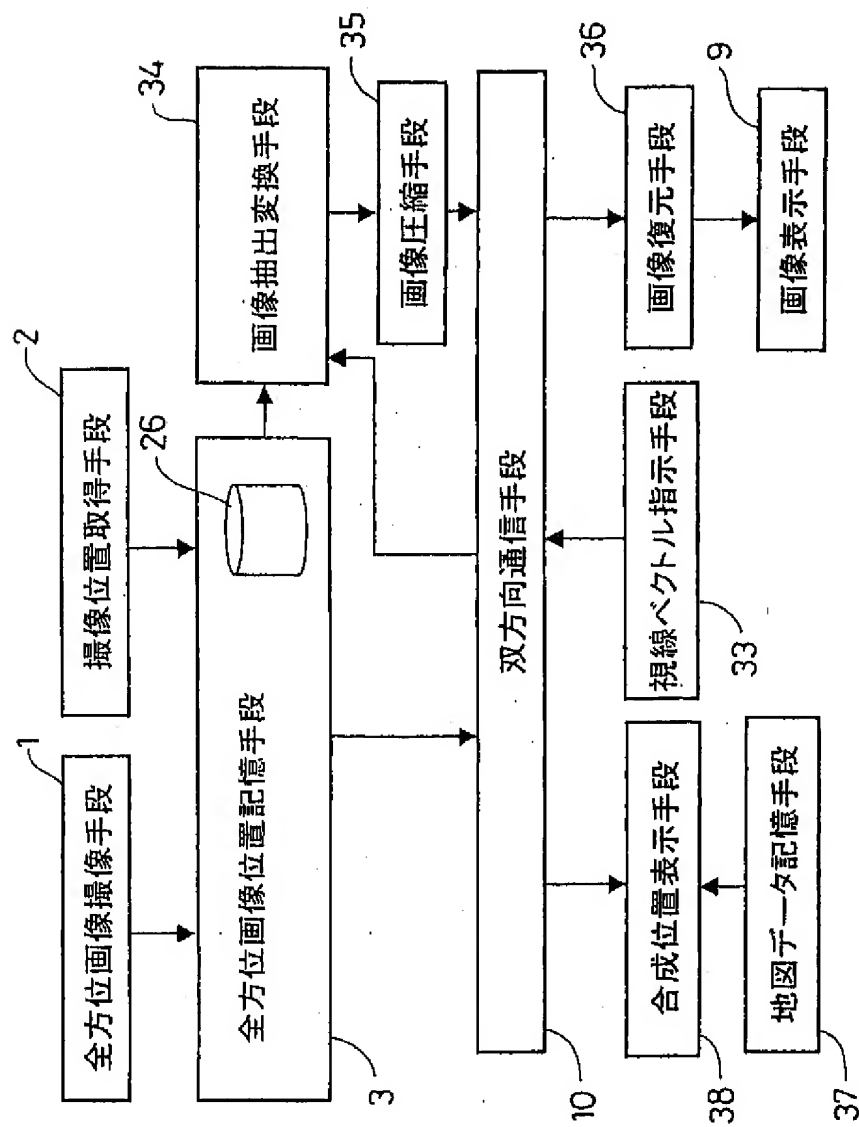 1
全方位画像撮像手段
2
撮像位置取得手段
3
全方位画像位置記憶手段
26
34
画像抽出変換手段
35
画像圧縮手段
10
双方向通信手段
38
合成位置表示手段
33
視線ベクトル指示手段
36
画像復元手段
37
地図データ記憶手段
9
画像表示手段